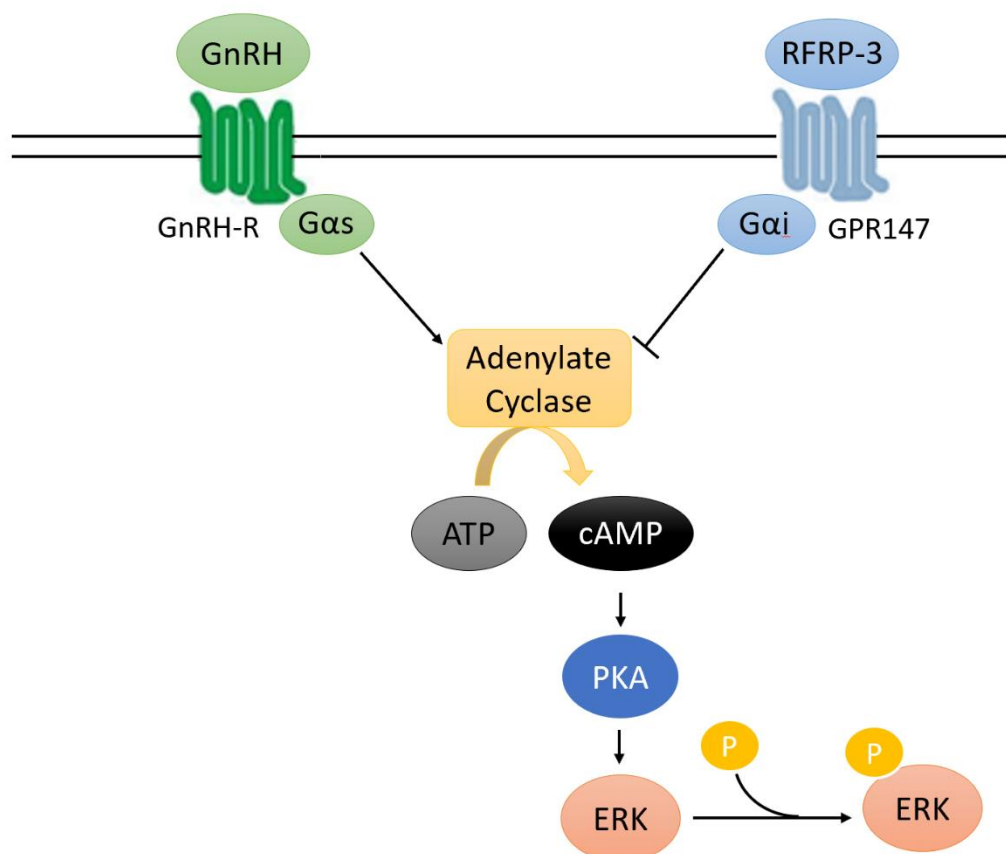 GnRH
RFRP-3
GnRH-R
Gαs
Gαi
GPR147
Adenylate
Cyclase
ATP
cAMP
PKA
P
P
ERK
ERK